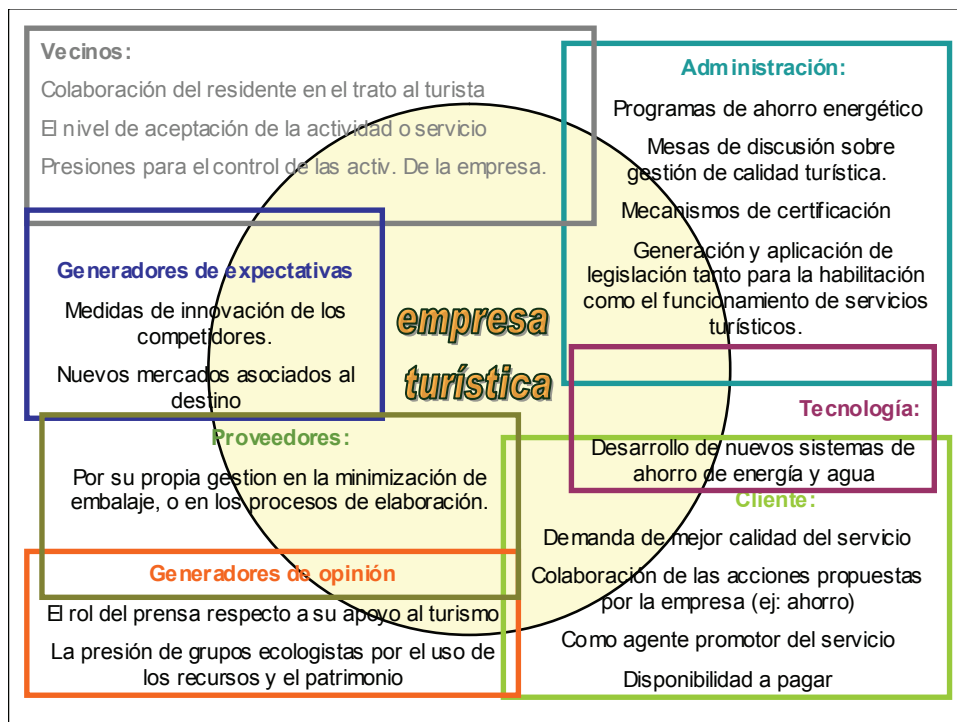 Vecinos:
Colaboración del residente en el trato al turista
El nivel de aceptación de la actividad o servicio
Presiones para el control de las activ. De la empresa.
Administración:
Programas de ahorro energético
Mesas de discusión sobre
gestión de calidad turística.
Mecanismos de certificación
Generación y aplicación de
legislación tanto para la habilitación
como el funcionamiento de servicios
turísticos.
Generadores de expectativas
Medidas de innovación de los
competidores.
Nuevos mercados asociados al
destino
empresa
turística
Tecnología:
Desarrollo de nuevos sistemas de
ahorro de energía y agua
Proveedores:
Por su propia gestion en la minimización de
embalaje, o en los procesos de elaboración.
Cliente:
Demanda de mejor calidad del servicio
Colaboración de las acciones propuestas
por la empresa (ej: ahorro)
Como agente promotor del servicio
Disponibilidad a pagar
Generadores de opinión
El rol del prensa respecto a su apoyo al turismo
La presión de grupos ecologistas por el uso de
los recursos y el patrimonio